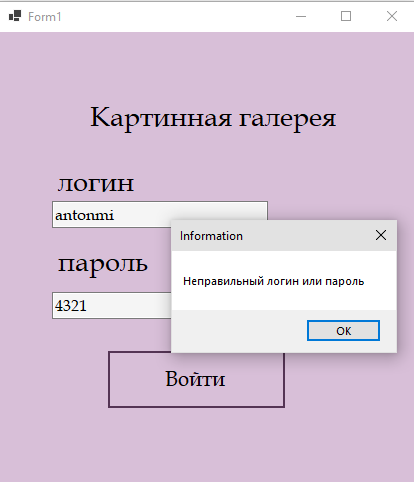 Form1
Картинная галерея
логин
antonmi
Information
Неправильный логин или пароль
OK
пароль
4321
Войти